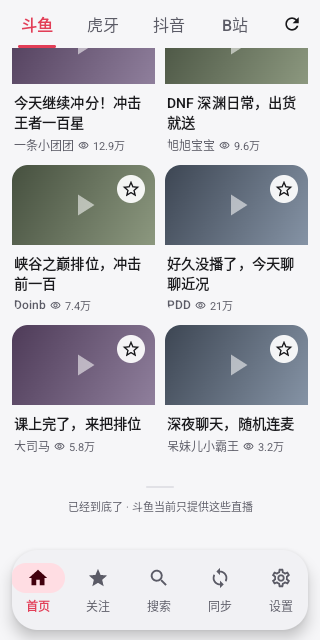 斗鱼 虎牙 抖音 B站
今天继续冲分！冲击
王者一百星
一条小团团 12.9万
DNF 深渊日常，出货
就送
旭旭宝宝 9.6万
峡谷之巅排位，冲击
前一百
Doinb 7.4万
好久没播了，今天聊
聊近况
PDD 21万
课上完了，来把排位
大司马 5.8万
深夜聊天，随机连麦
呆妹儿小霸王 3.2万
已经到底了 · 斗鱼当前只提供这些直播
首页 关注 搜索 同步 设置